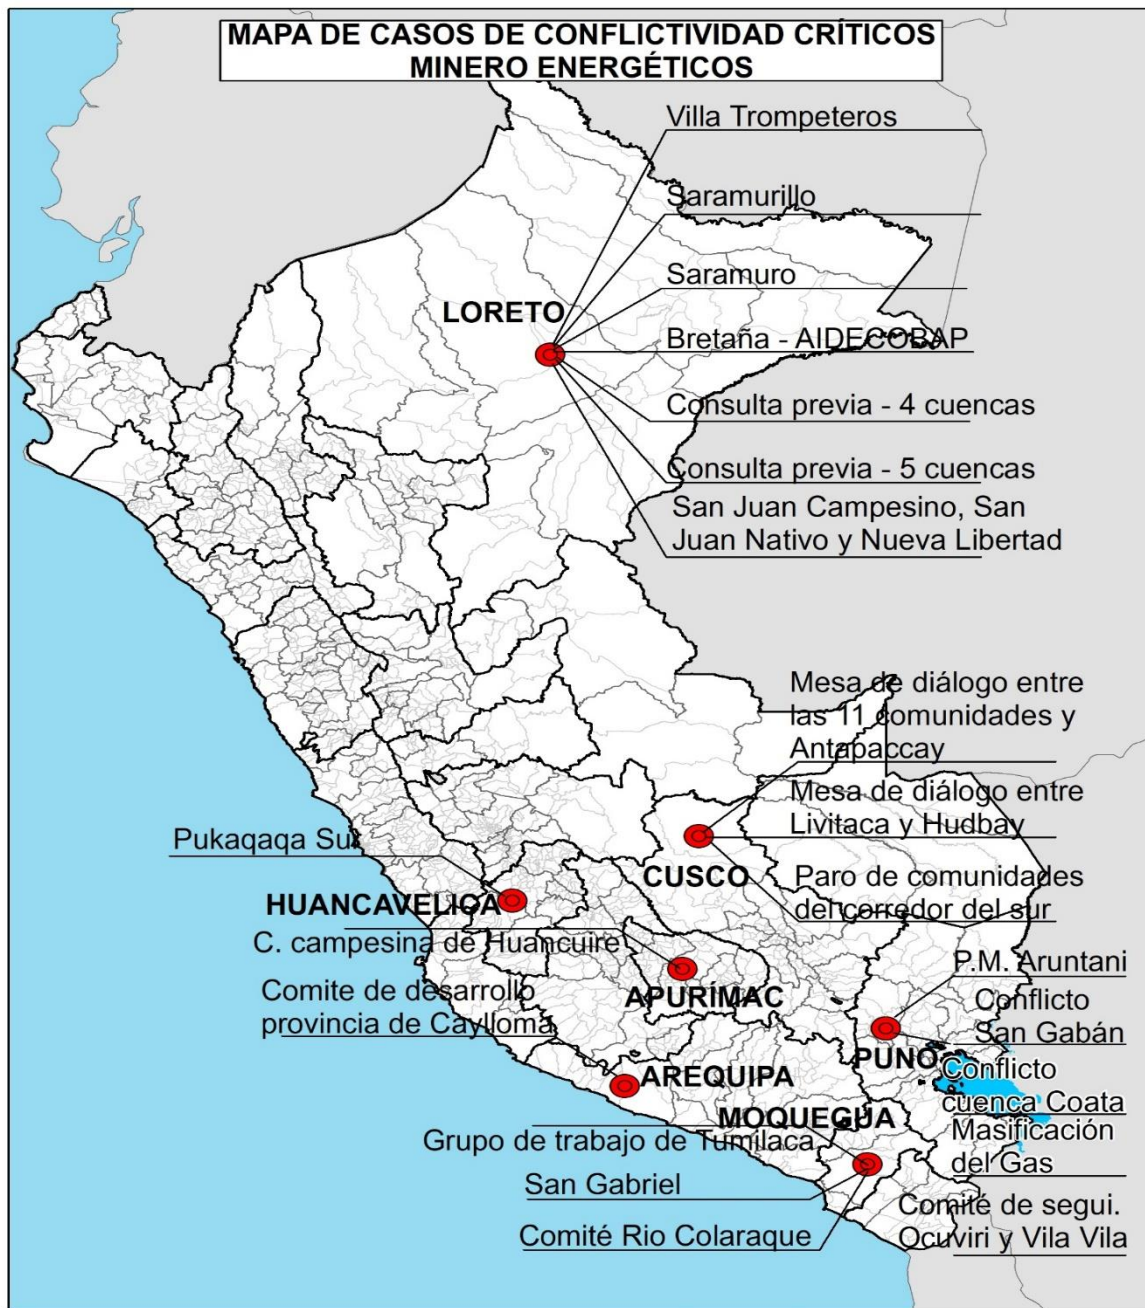 MAPA DE CASOS DE CONFLICTIVIDAD CRÍTICOS
MINERO ENERGÉTICOS
Villa Trompeteros
Saramurillo
Saramuro
LORETO
Bretaña - AIDECOBAP
Consulta previa - 4 cuencas
Consulta previa - 5 cuencas
San Juan Campesino, San
Juan Nativo y Nueva Libertad
Mesa de diálogo entre
las 11 comunidades y
Antapaccay
Mesa de diálogo entre
Livitaca y Hudbay
CUSCO
Paro de comunidades
del corredor del sur
Pukaqaqa Sur
HUANCAVELICA
C. campesina de Huancuire
APURÍMAC
Comite de desarrollo
provincia de Caylloma
AREQUIPA
P.M. Aruntani
Conflicto
San Gabán
PUNO
Conflicto
cuenca Coata
Masificación
del Gas
Comité de segui.
Ocuviri y Vila Vila
MOQUEGUA
Grupo de trabajo de Tumilaca
San Gabriel
Comité Rio Colaraque